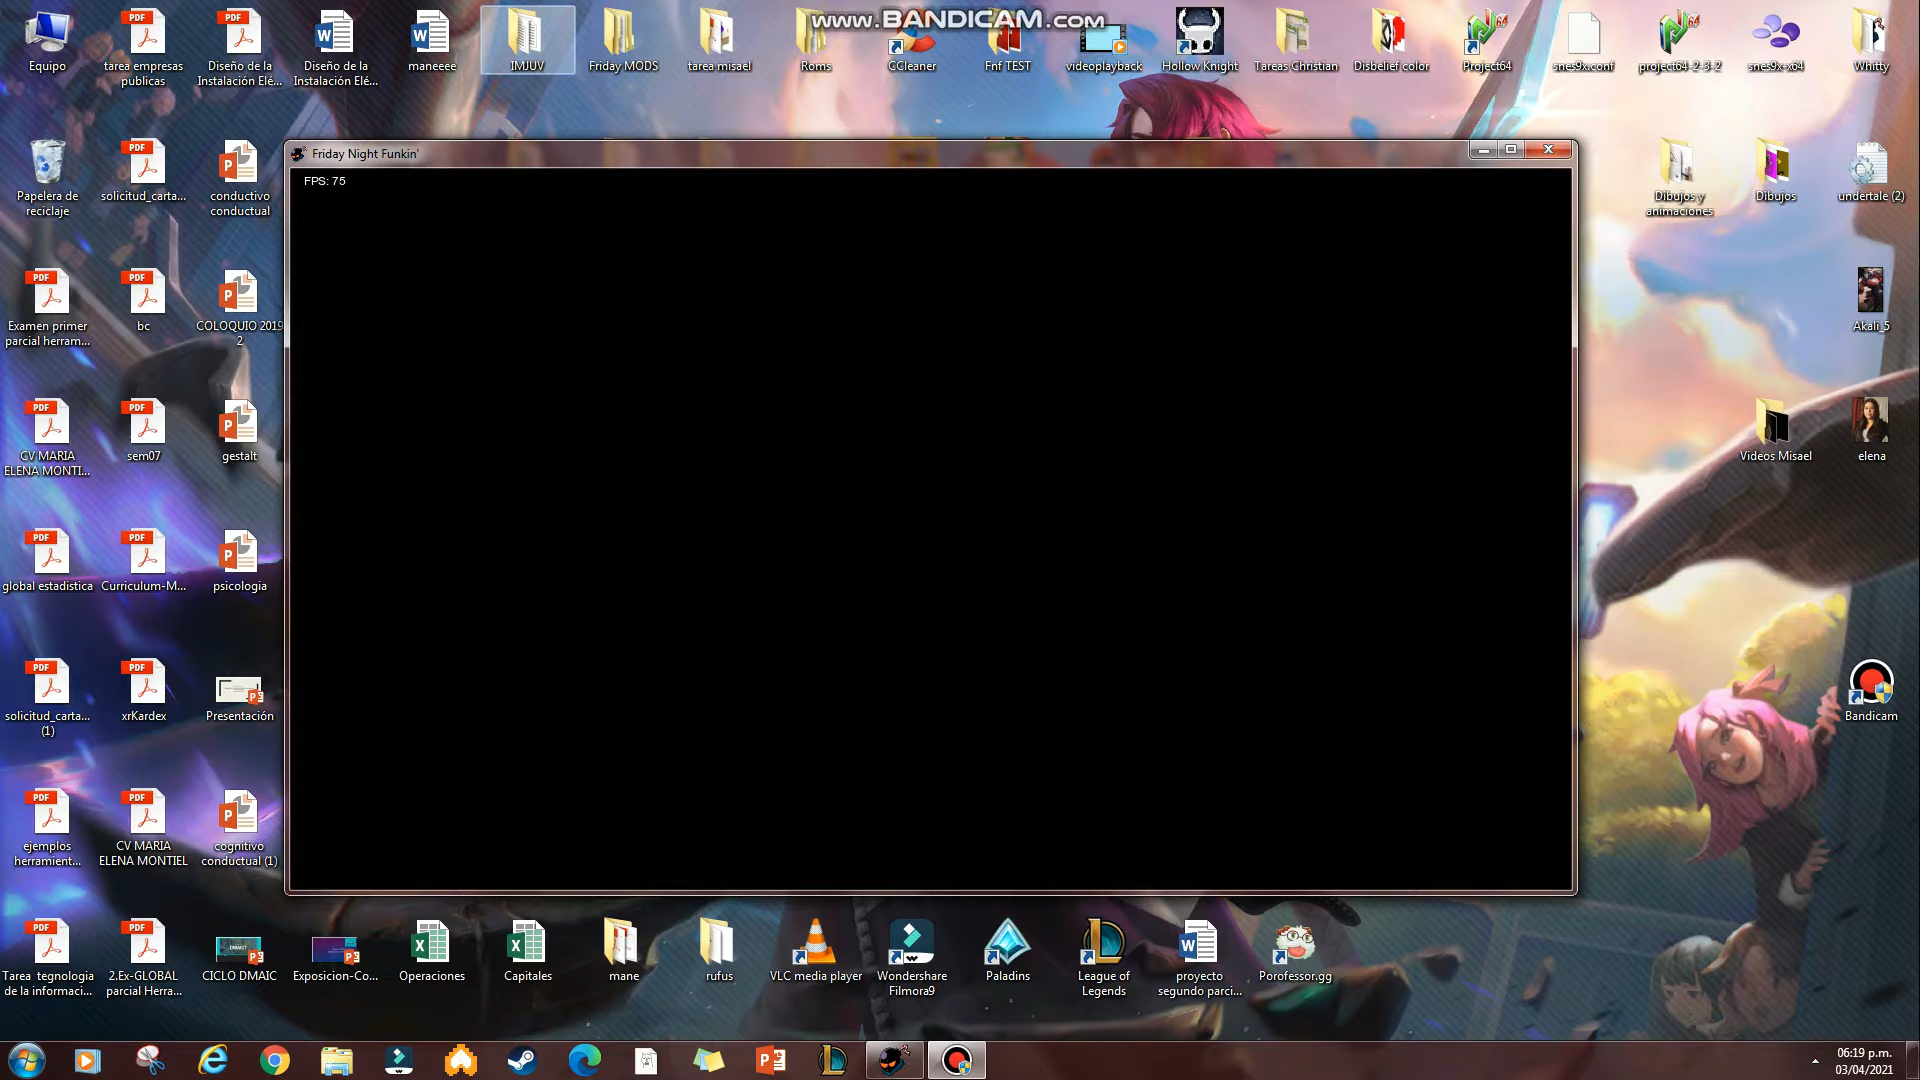 www.BANDICAM.com
Equipo
tarea empresas
publicas
Diseño de la
Instalación Elé...
Diseño de la
Instalación Elé...
maneeee
IMJUV
Friday MODS
tarea misael
Roms
CCleaner
Fnf TEST
videoplayback
Hollow Knight
Tareas Christian
Disbelief color
Project64
snes9x.conf
project64-2-3-2
snes9x-x64
Whitty
Papelera de
reciclaje
solicitud_carta...
conductivo
conductual
Friday Night Funkin'
FPS: 75
Dibujos y
animaciones
Dibujos
undertale (2)
Examen primer
parcial herram...
bc
COLOQUIO 2019
2
Akali_5
CV MARIA
ELENA MONTI...
sem07
gestalt
Videos Misael
elena
global estadistica
Curriculum-M...
psicologia
solicitud_carta...
(1)
xrKardex
Presentación
Bandicam
ejemplos
herramient...
CV MARIA
ELENA MONTIEL
cognitivo
conductual (1)
Tarea tegnologia
de la informaci...
2.Ex-GLOBAL
parcial Herra...
CICLO DMAIC
Exposicion-Co...
Operaciones
Capitales
mane
rufus
VLC media player
Wondershare
Filmora9
Paladins
League of
Legends
proyecto
segundo parci...
Porofessor.gg
06:19 p.m.
03/04/2021